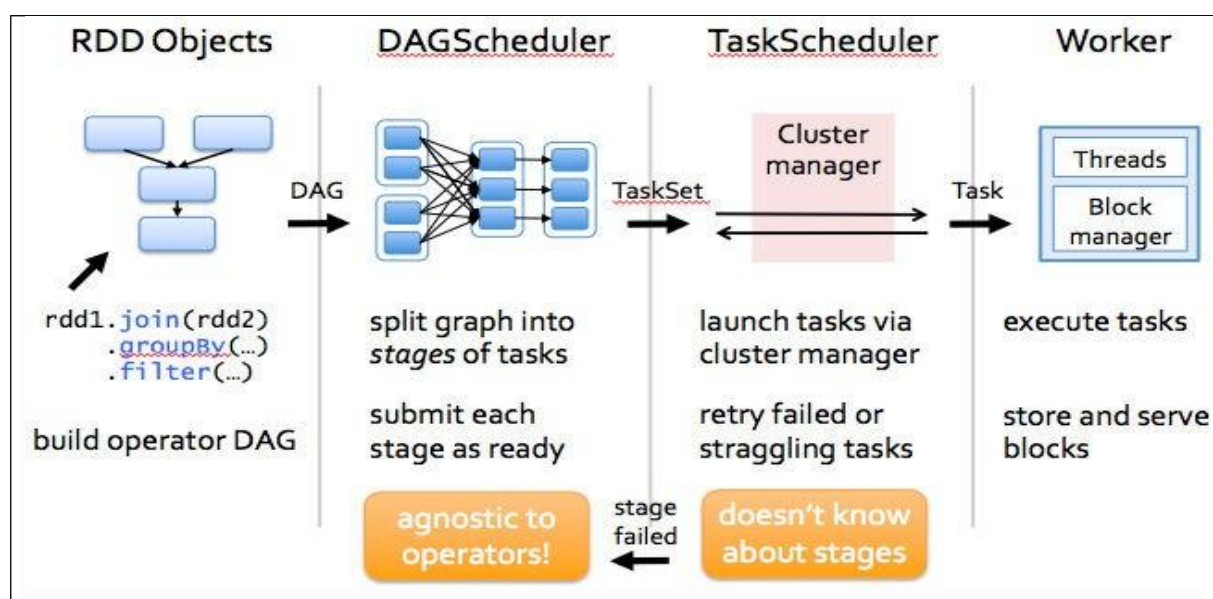 RDD Objects
DAGScheduler
TaskScheduler
Worker
DAG
TaskSet
Cluster
manager
Task
Threads
Block
manager
rdd1.join(rdd2)
.groupBy(…)
.filter(…)
build operator DAG
split graph into
stages of tasks
submit each
stage as ready
agnostic to
operators!
launch tasks via
cluster manager
retry failed or
straggling tasks
stage
failed
doesn't know
about stages
execute tasks
store and serve
blocks